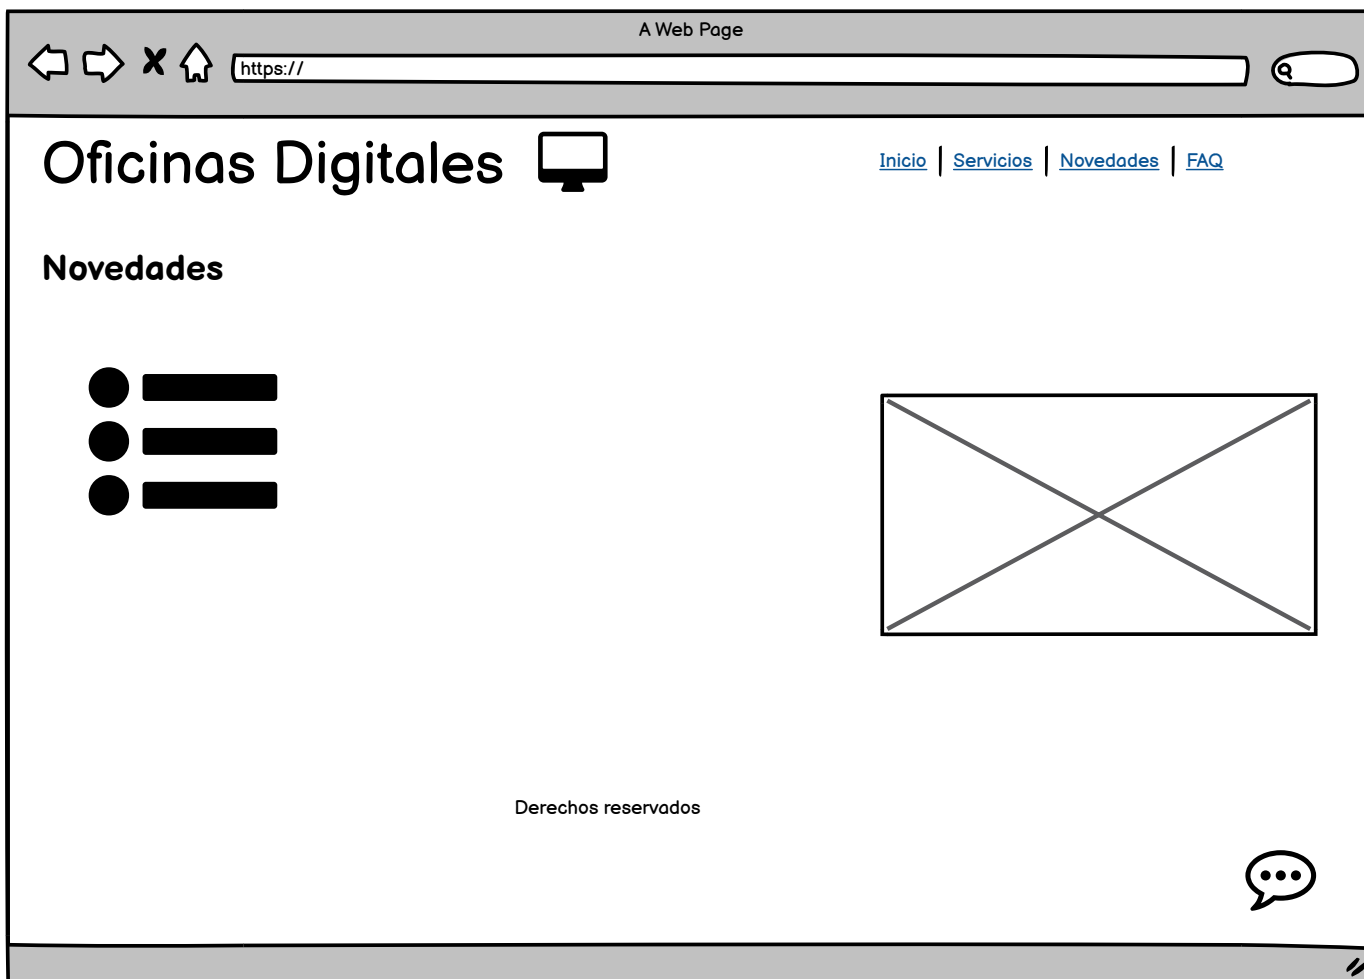 A Web Page
https://
Oficinas Digitales
Inicio | Servicios | Novedades | FAQ
Novedades
Derechos reservados